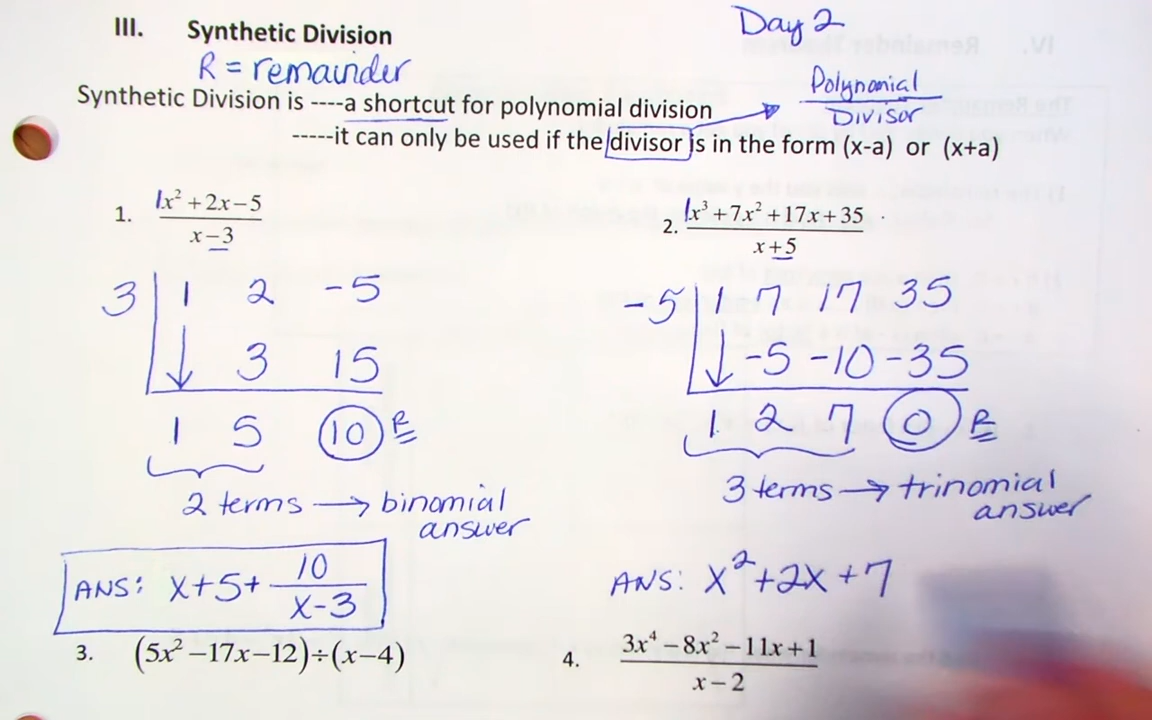 III. Synthetic Division
Day 2
R = remainder
Synthetic Division is ----a shortcut for polynomial division
Polynomial
Divisor
-----it can only be used if the divisor is in the form (x-a) or (x+a)
1. 1x² + 2x - 5
x - 3
3 1 2 -5
3 15
1 5 10 R
2 terms → binomial
answer
ANS: x+5+ 10
x-3
2. 1x³ + 7x² + 17x + 35
x + 5
-5 1 7 17 35
-5 -10 -35
1 2 7 0 R
3 terms → trinomial
answer
ANS: x²+2x+7
3. (5x² - 17x - 12) ÷ (x - 4)
4. 3x⁴ - 8x² - 11x + 1
x - 2